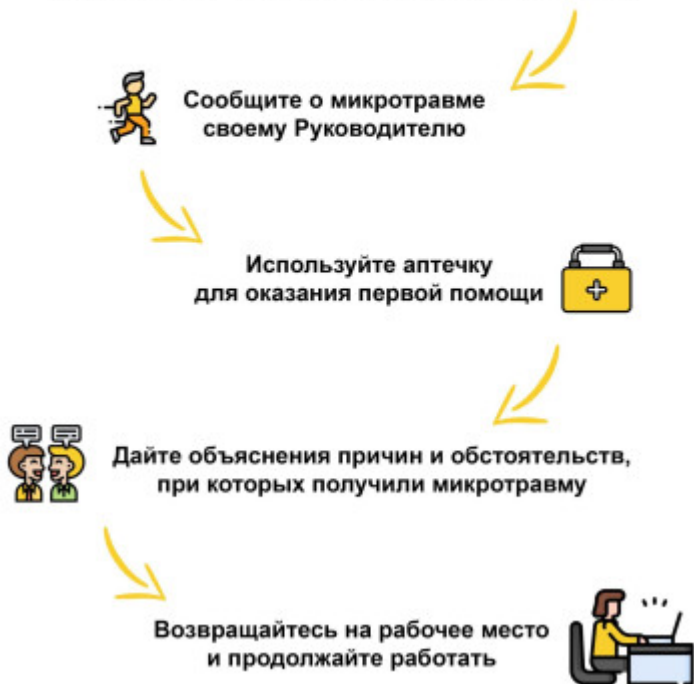 Сообщите о микротравме
своему Руководителю
Используйте аптечку
для оказания первой помощи
Дайте объяснения причин и обстоятельств,
при которых получили микротравму
Возвращайтесь на рабочее место
и продолжайте работать